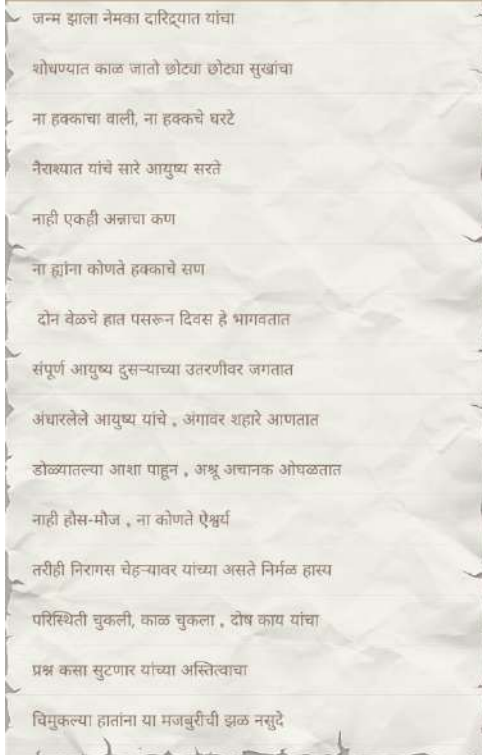 जन्म झाला नेमका दारिद्र्यात यांचा
शोधण्यात काळ जातो छोट्या छोट्या सुखांचा
ना हक्काचा वाली, ना हक्कचे घरटे
नैराश्यात यांचे सारे आयुष्य सरते
नाही एकही अन्नाचा कण
ना ह्यांना कोणते हक्काचे सण
दोन वेळचे हात पसरून दिवस हे भागवतात
संपूर्ण आयुष्य दुसऱ्याच्या उतरणीवर जगतात
अंधारलेले आयुष्य यांचे , अंगावर शहारे आणतात
डोळ्यातल्या आशा पाहून , अश्रू अचानक ओघळतात
नाही हौस-मौज , ना कोणते ऐश्वर्य
तरीही निरागस चेहऱ्यावर यांच्या असते निर्मळ हास्य
परिस्थिती चुकली, काळ चुकला , दोष काय यांचा
प्रश्न कसा सुटणार यांच्या अस्तित्वाचा
चिमुकल्या हातांना या मजबुरीची झळ नसुदे